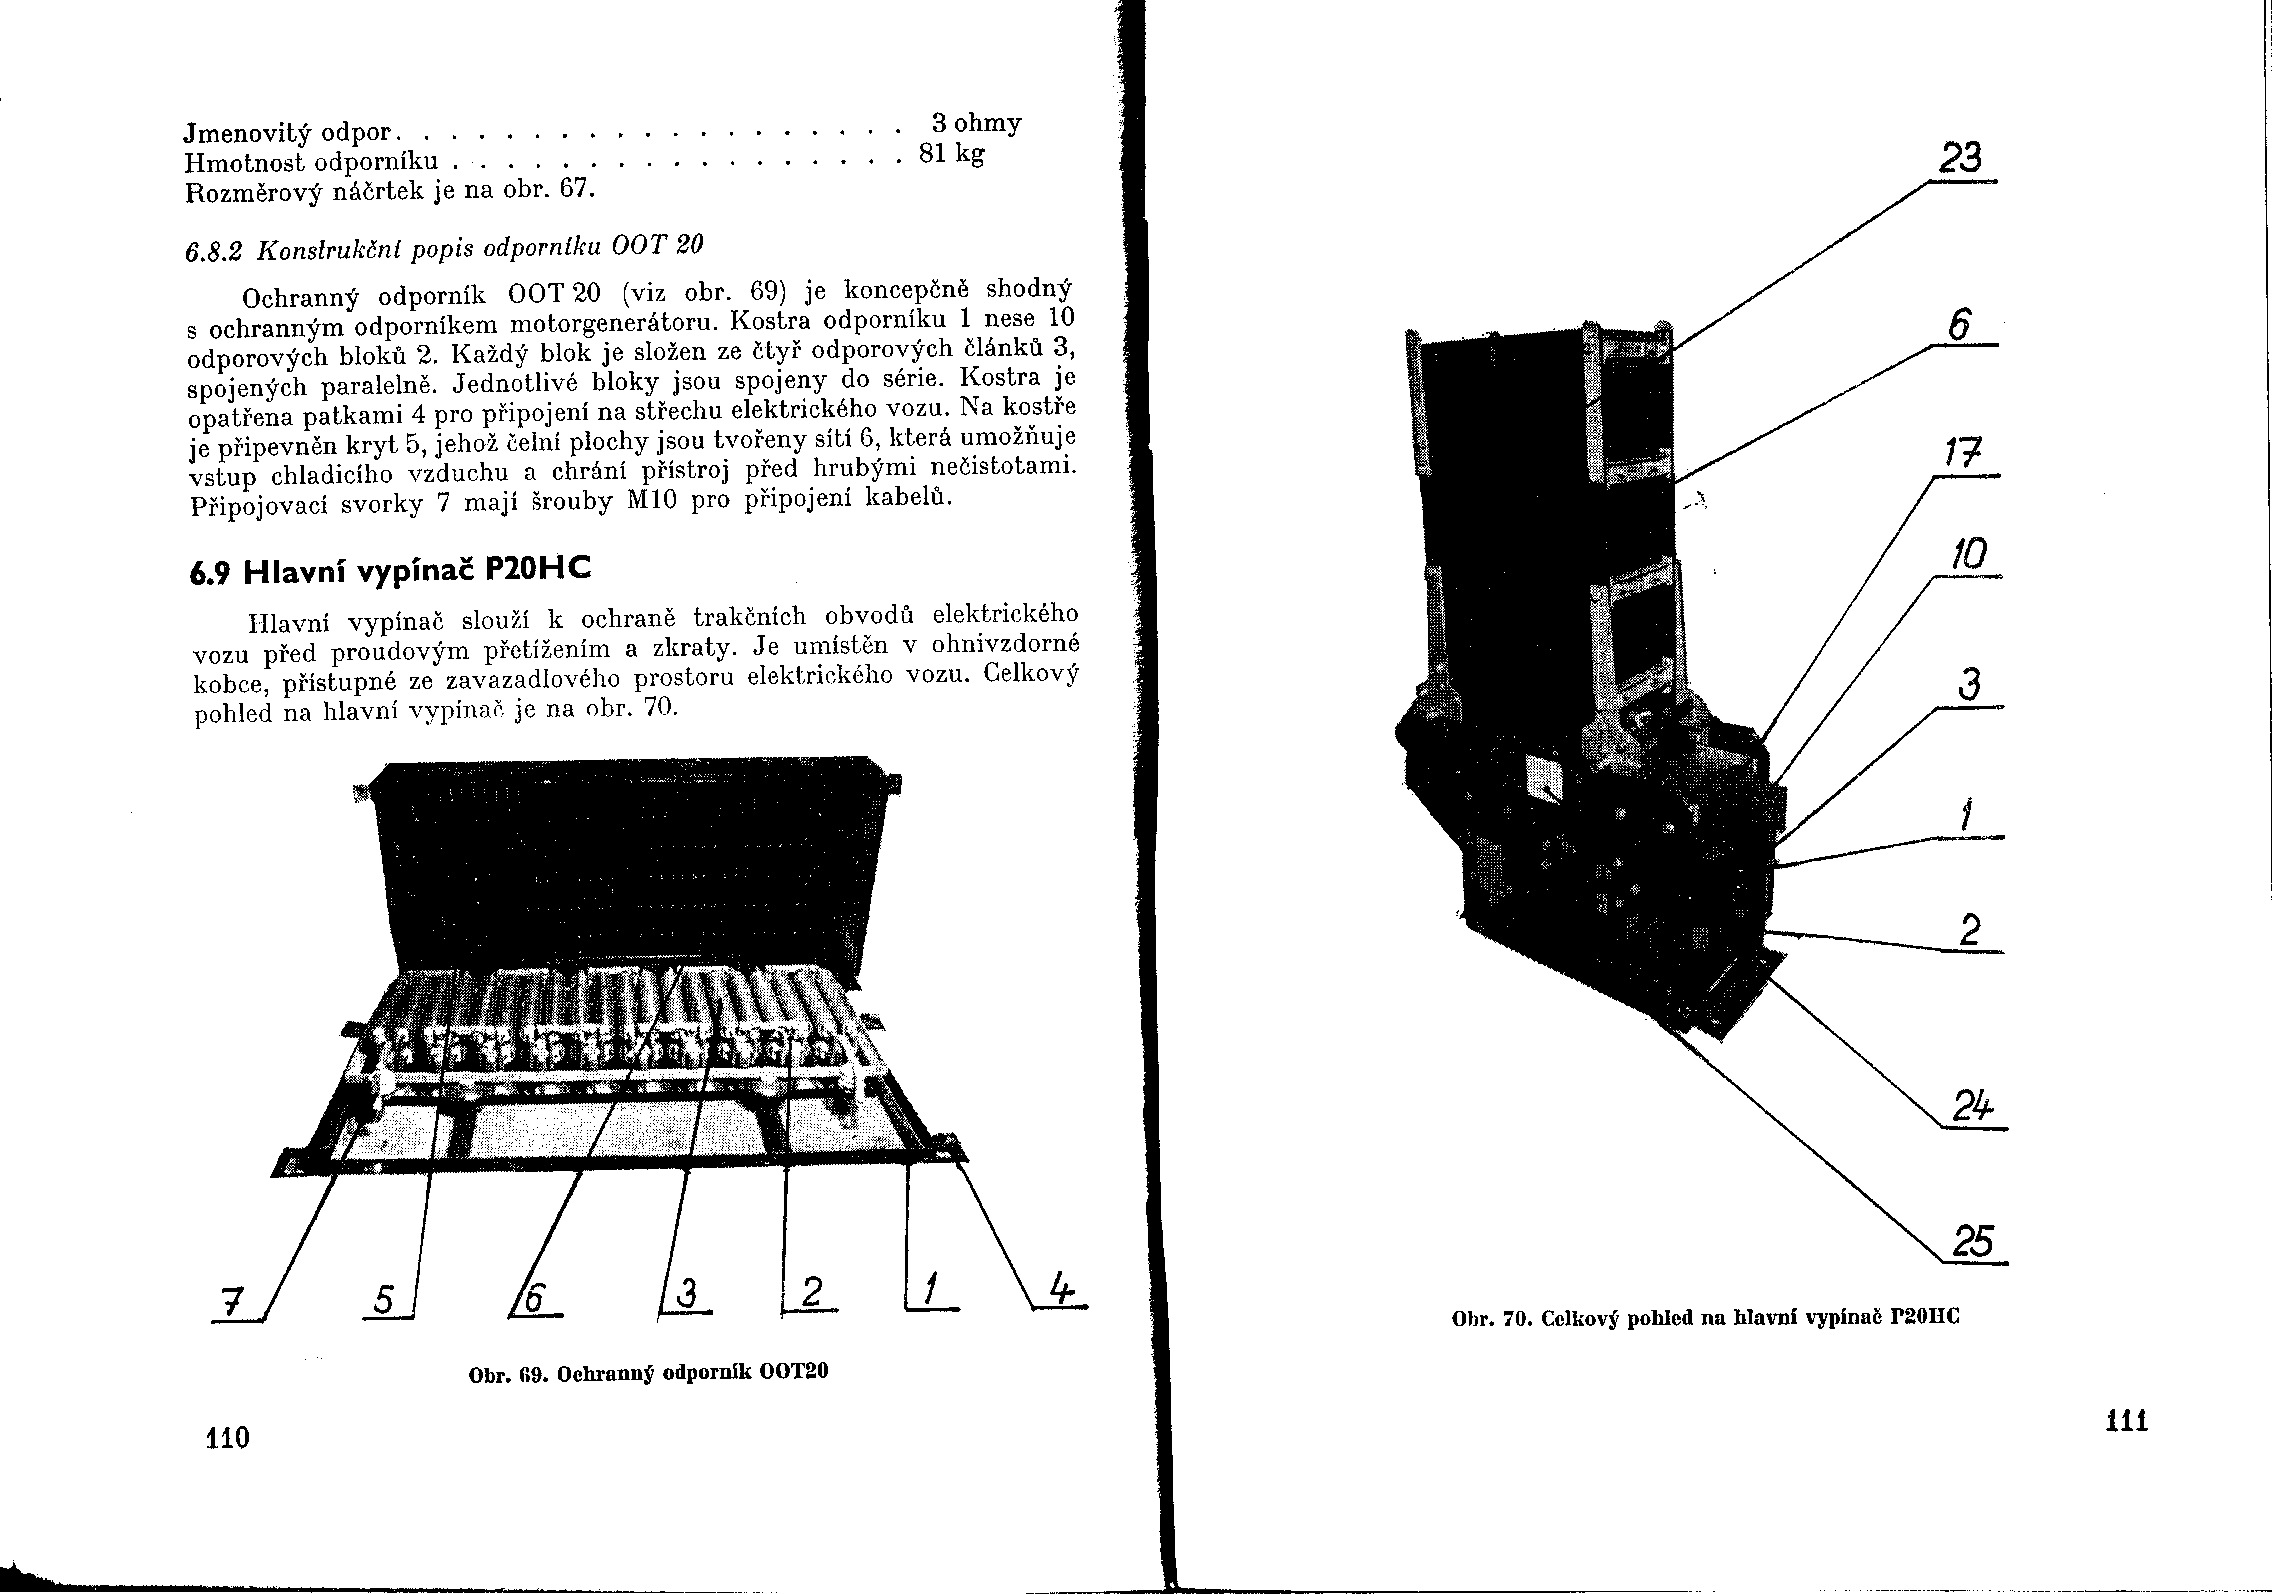 Jmenovitý odpor. . . . . . . . . . . . . . . . . . . 3 ohmy
Hmotnost odporníku . . . . . . . . . . . . . . . . . 81 kg
Rozměrový náčrtek je na obr. 67.
6.8.2 Konstrukční popis odporníku OOT 20
Ochranný odporník OOT 20 (viz obr. 69) je koncepčně shodný
s ochranným odporníkem motorgenerátoru. Kostra odporníku 1 nese 10
odporových bloků 2. Každý blok je složen ze čtyř odporových článků 3,
spojených paralelně. Jednotlivé bloky jsou spojeny do série. Kostra je
opatřena patkami 4 pro připojení na střechu elektrického vozu. Na kostře
je připevněn kryt 5, jehož čelní plochy jsou tvořeny sítí 6, která umožňuje
vstup chladicího vzduchu a chrání přístroj před hrubými nečistotami.
Připojovací svorky 7 mají šrouby M10 pro připojení kabelů.
6.9 Hlavní vypínač P20HC
Hlavní vypínač slouží k ochraně trakčních obvodů elektrického
vozu před proudovým přetížením a zkraty. Je umístěn v ohnivzdorné
kobce, přístupné ze zavazadlového prostoru elektrického vozu. Celkový
pohled na hlavní vypínač je na obr. 70.
7 5 6 3 2 1 4
Obr. 69. Ochranný odporník OOT20
110
23
6
17
10
3
1
2
24
25
Obr. 70. Celkový pohled na hlavní vypínač P20HC
111